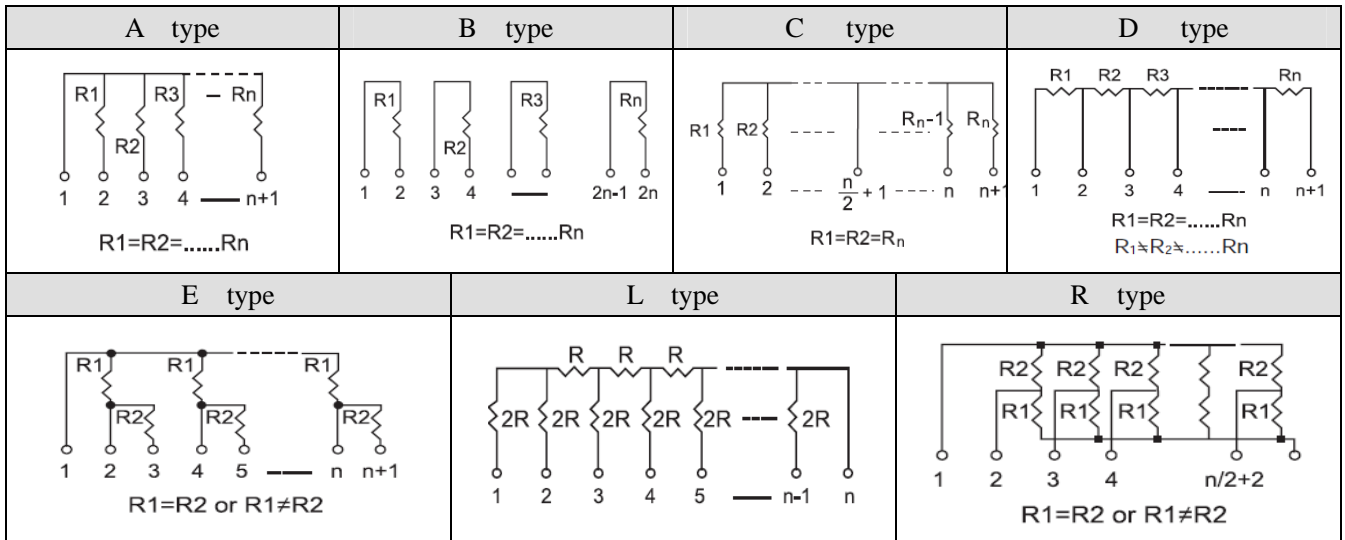 A type
B type
C type
D type
R1 R3 – Rn
R2
1 2 3 4 n+1
R1=R2=......Rn
R1 R3 Rn
R2
1 2 3 4 2n-1 2n
R1=R2=......Rn
R1 R2 Rn-1 Rn
1 2 n/2 + 1 n n+1
R1=R2=Rn
R1 R2 R3 Rn
1 2 3 4 n n+1
R1=R2=......Rn
R1≒R2≒......Rn
E type
L type
R type
R1 R1 R1
R2 R2 R2
1 2 3 4 5 n n+1
R1=R2 or R1≠R2
R R R
2R 2R 2R 2R 2R 2R
1 2 3 4 5 n-1 n
R2 R2 R2 R2
R1 R1 R1 R1
1 2 3 4 n/2+2
R1=R2 or R1≠R2